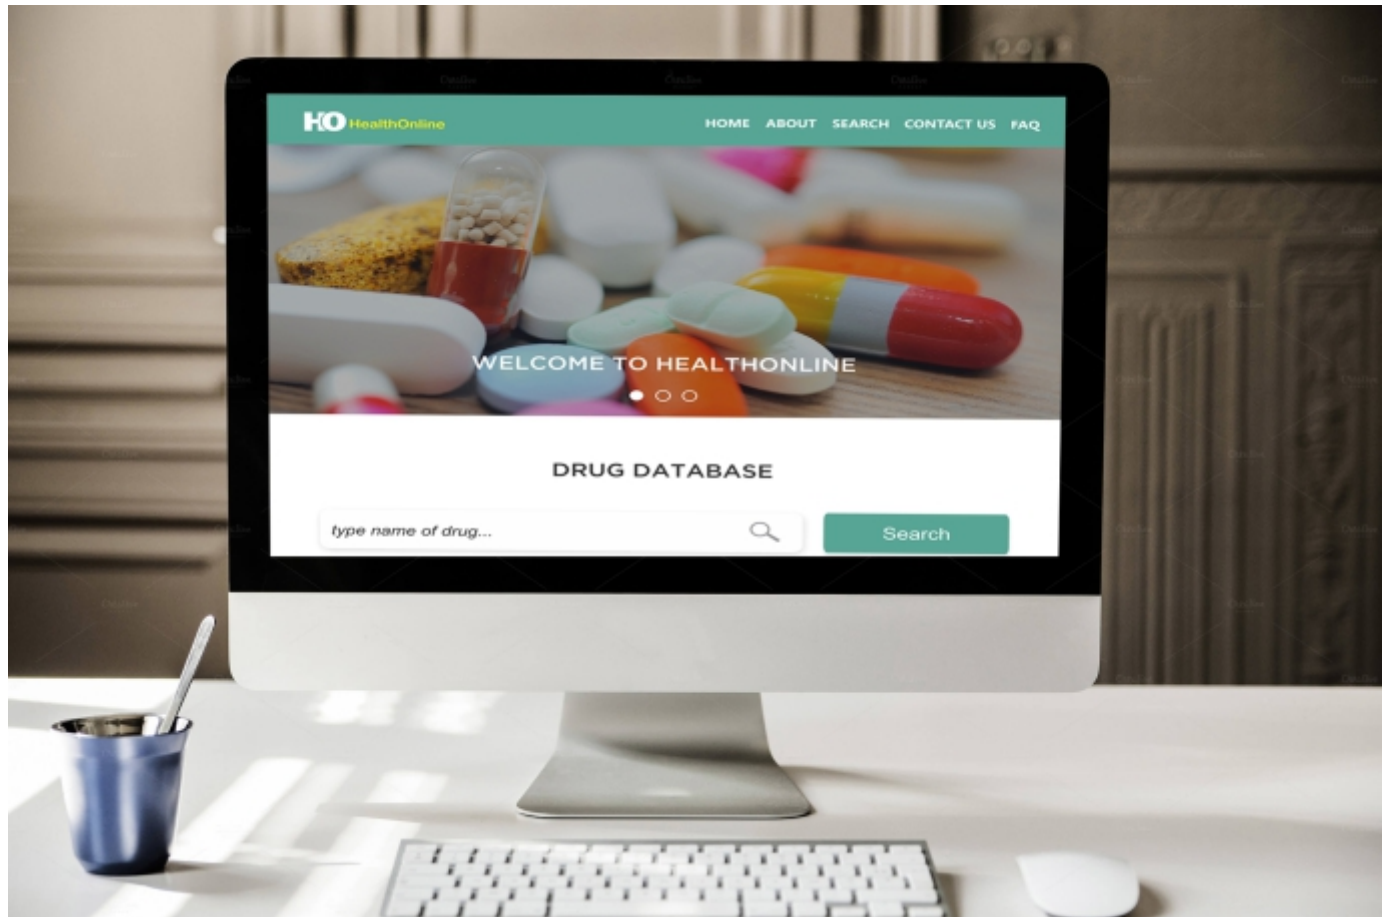 HO HealthOnline
HOME ABOUT SEARCH CONTACT US FAQ
WELCOME TO HEALTHONLINE
DRUG DATABASE
type name of drug...
Search